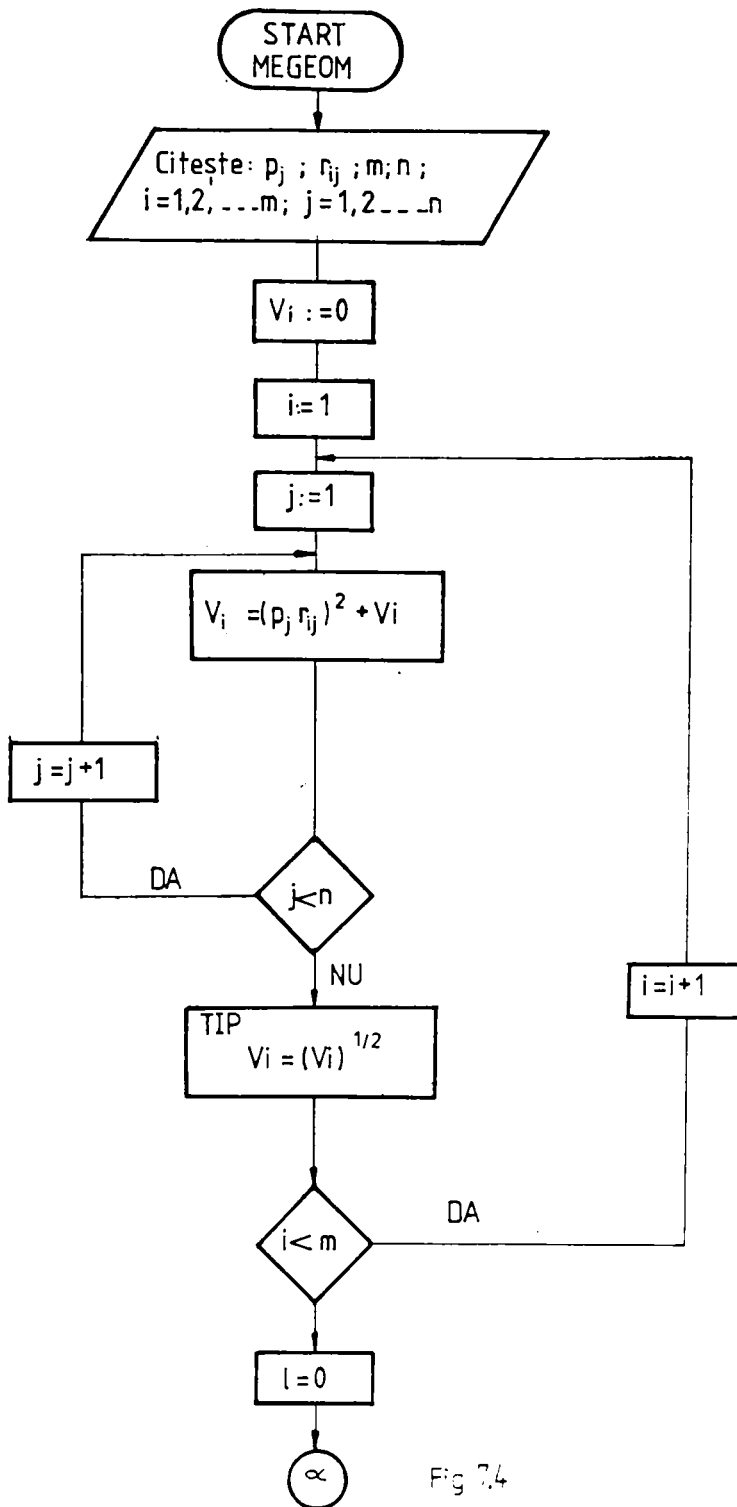 START
MEGEOM
Citește: pj ; rij ; m; n ;
i=1,2, ---m; j=1,2---n
Vi :=0
i:=1
j:=1
Vi =(pj rij)² + Vi
j=j+1
DA
j<n
NU
i=i+1
TIP
Vi = (Vi) 1/2
DA
i< m
l=0
∝
Fig 7.4